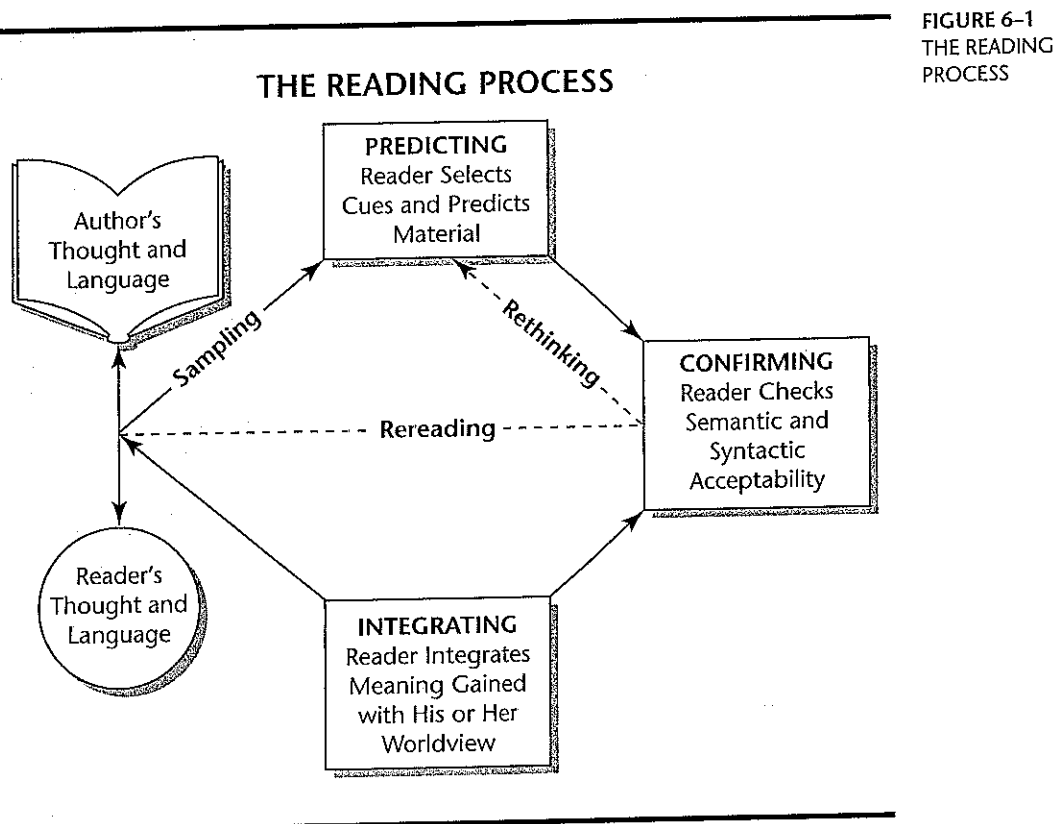 FIGURE 6–1
THE READING
PROCESS
THE READING PROCESS
PREDICTING
Reader Selects
Cues and Predicts
Material
Author's
Thought and
Language
Sampling
Rethinking
CONFIRMING
Reader Checks
Semantic and
Syntactic
Acceptability
Rereading
Reader's
Thought and
Language
INTEGRATING
Reader Integrates
Meaning Gained
with His or Her
Worldview